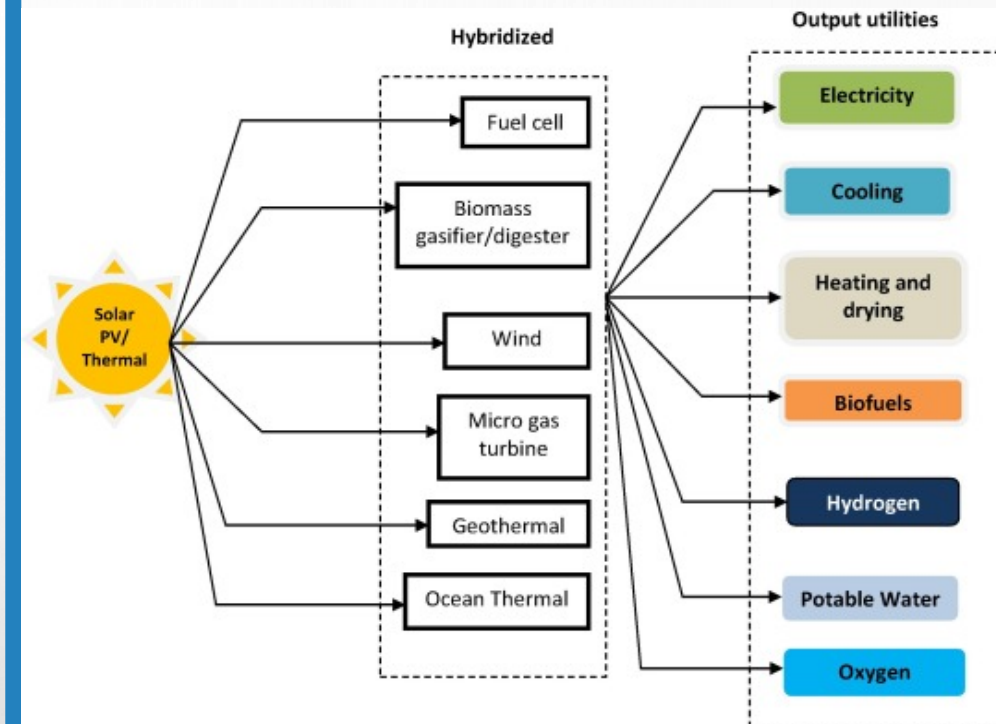 Output utilities
Hybridized
Electricity
Fuel cell
Cooling
Biomass
gasifier/digester
Heating and
drying
Solar
PV/
Thermal
Wind
Biofuels
Micro gas
turbine
Hydrogen
Geothermal
Ocean Thermal
Potable Water
Oxygen